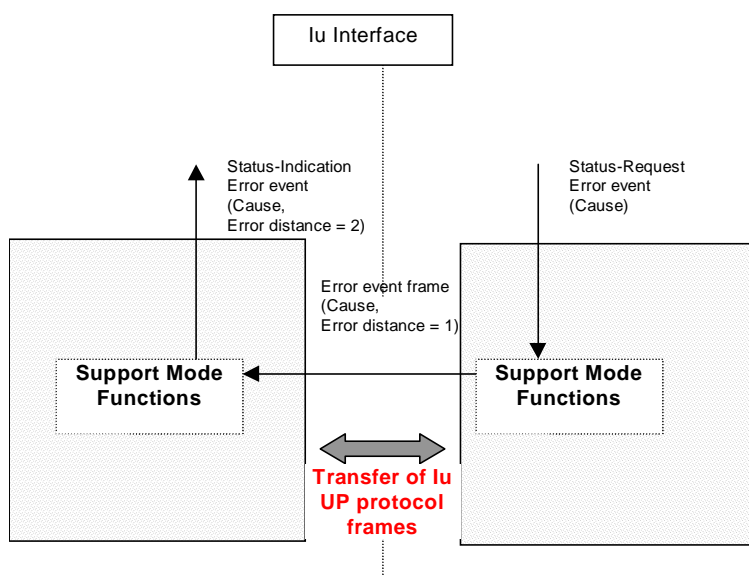 Iu Interface
Status-Indication
Error event
(Cause,
Error distance = 2)
Status-Request
Error event
(Cause)
Error event frame
(Cause,
Error distance = 1)
Support Mode
Functions
Support Mode
Functions
Transfer of Iu
UP protocol
frames